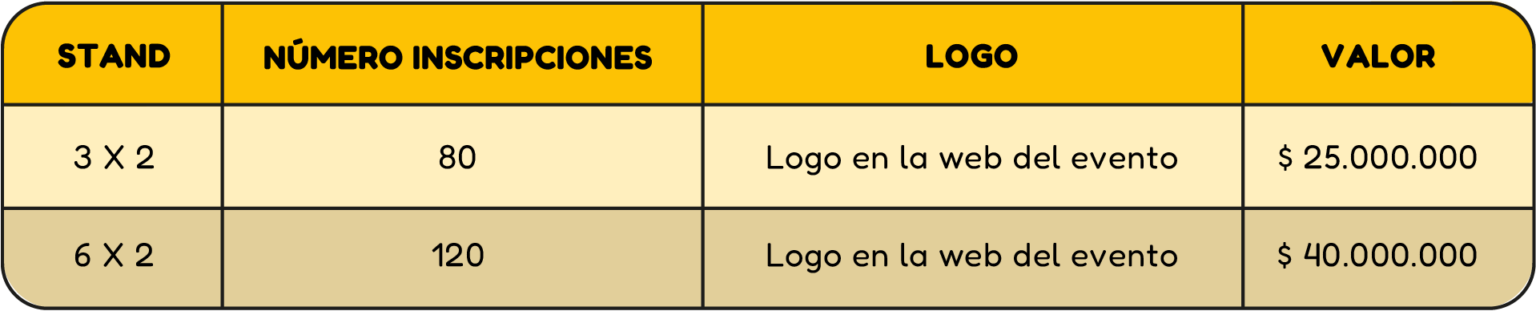 STAND NÚMERO INSCRIPCIONES LOGO VALOR
3 X 2 80 Logo en la web del evento $ 25.000.000
6 X 2 120 Logo en la web del evento $ 40.000.000